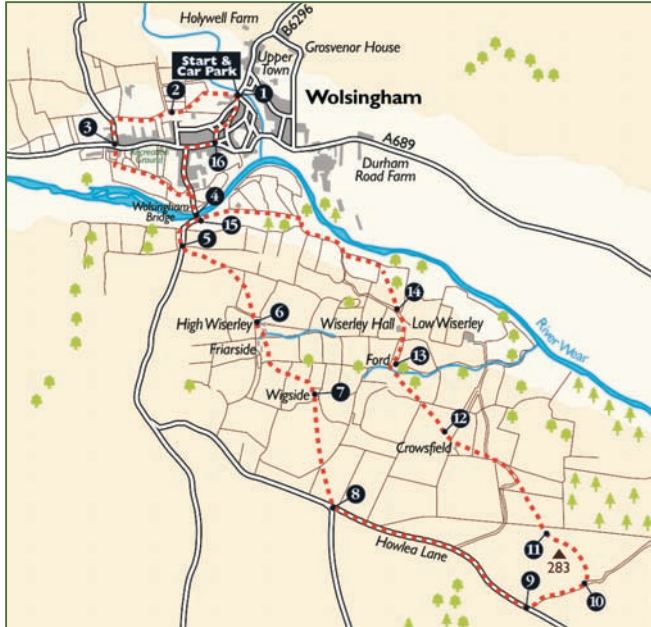 Holywell Farm
B6296
Grosvenor House
Start &
Car Park
Upper
Town
1
2
Wolsingham
3
16
A689
Recreation
Ground
Durham
Road Farm
Wolsingham
Bridge
4
15
5
14
6
High Wiserley
Wiserley Hall
Low Wiserley
River Wear
Friarside
Ford
13
Wigside
7
12
Crowsfield
8
Howlea Lane
11
283
9
10